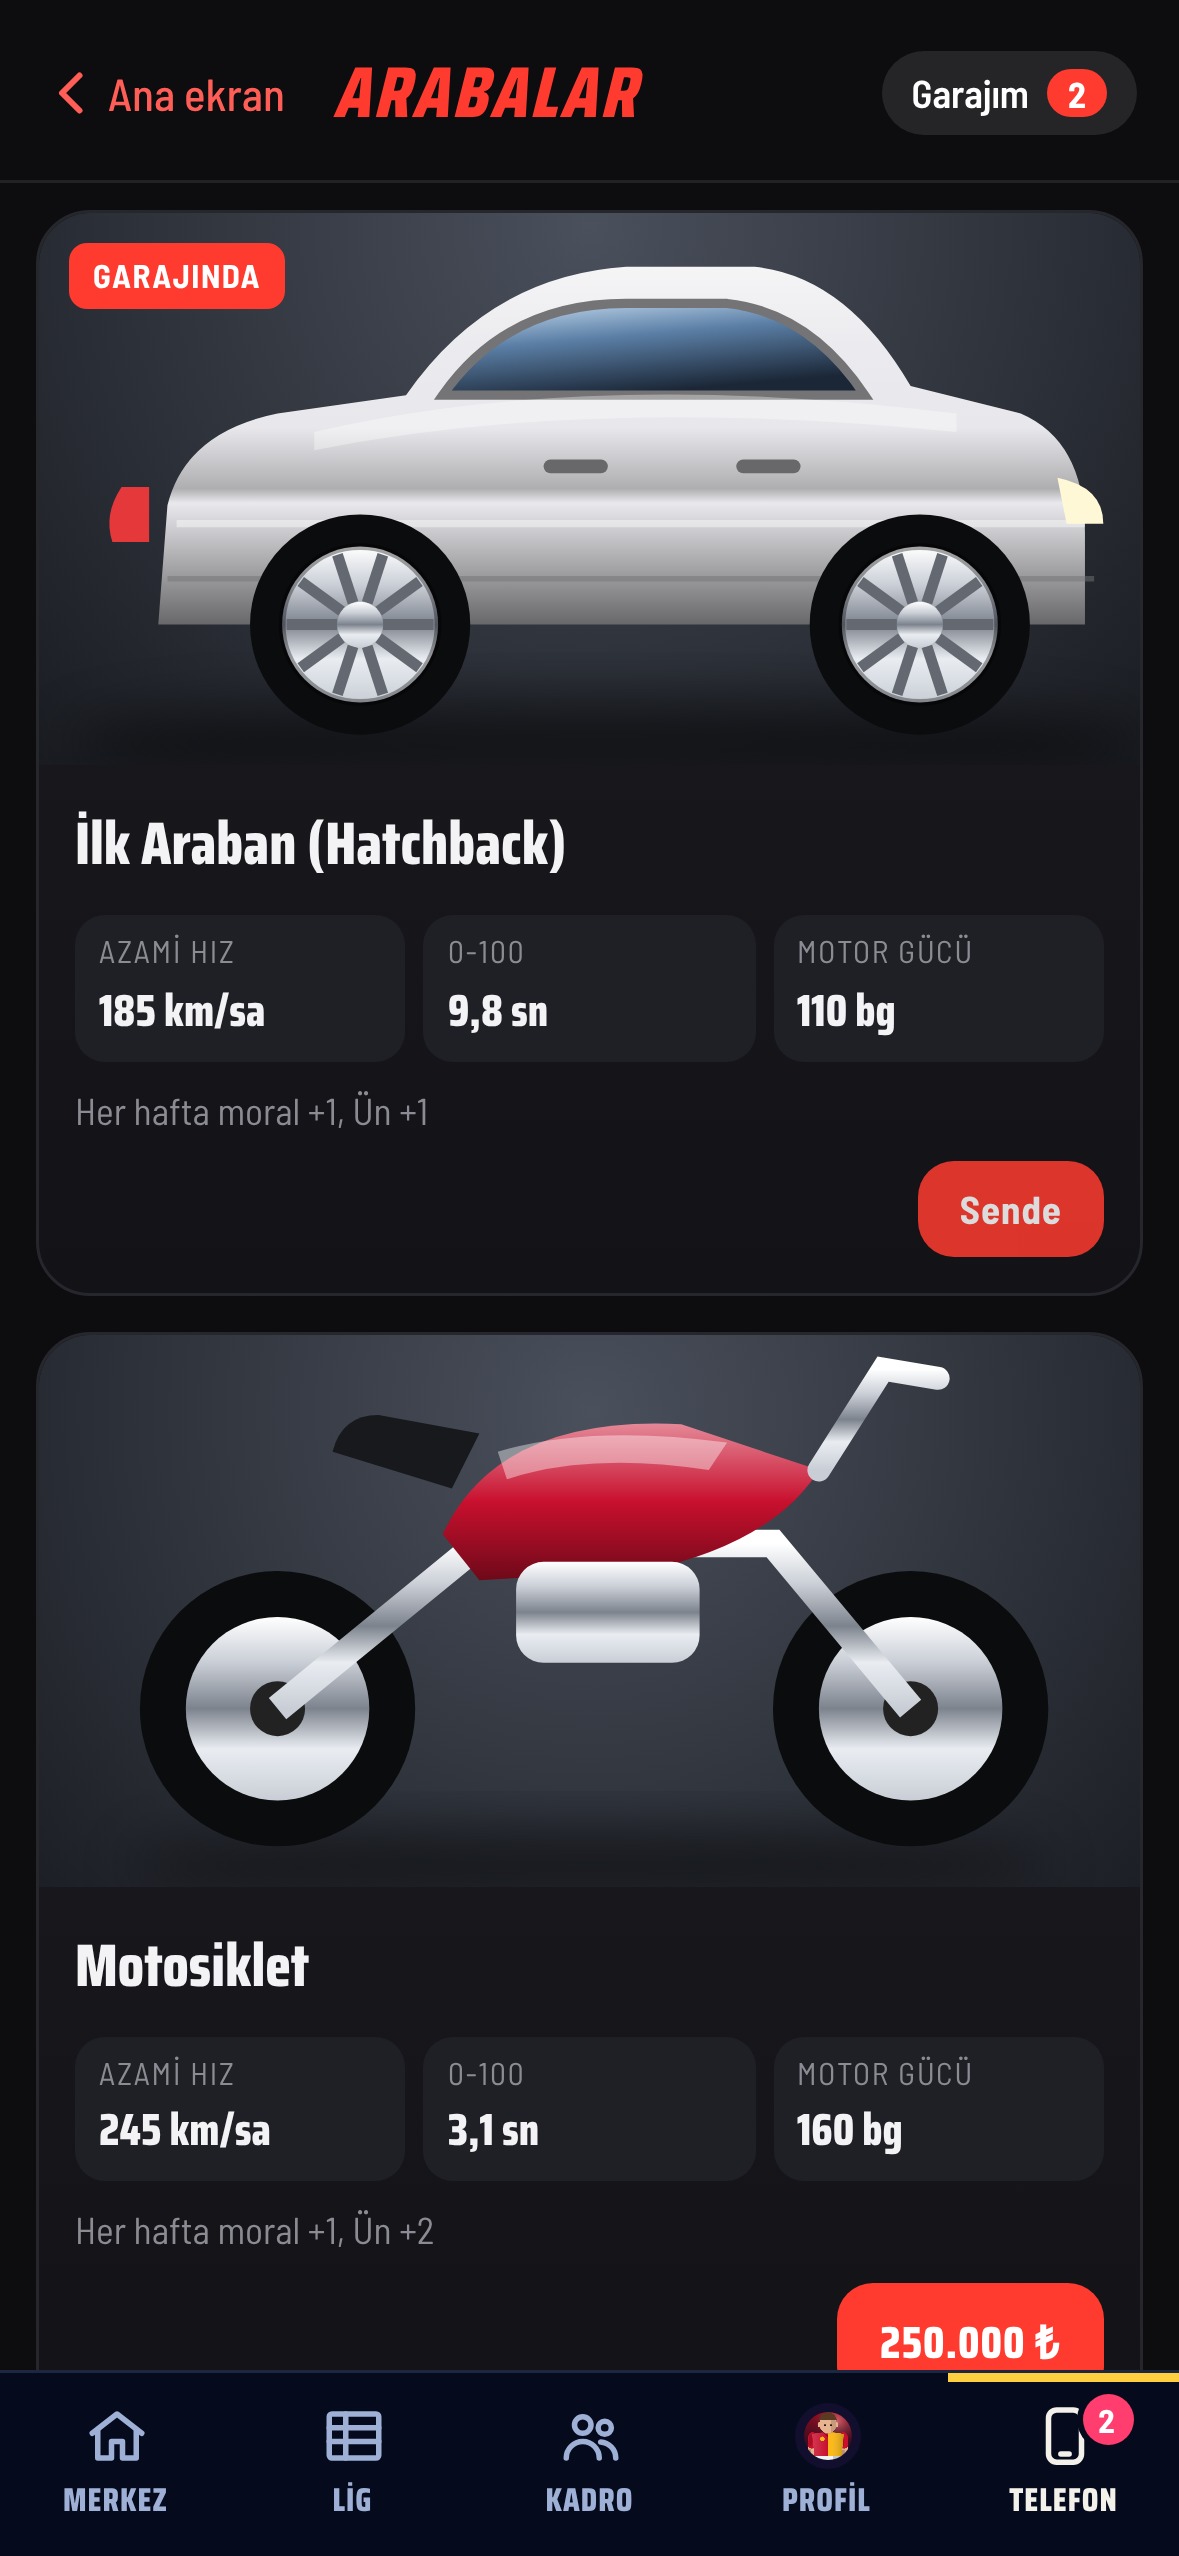 Ana ekran
ARABALAR
Garajım 2
GARAJINDA
İlk Araban (Hatchback)
AZAMİ HIZ
0-100
MOTOR GÜCÜ
185 km/sa
9,8 sn
110 bg
Her hafta moral +1, Ün +1
Sende
Motosiklet
AZAMİ HIZ
0-100
MOTOR GÜCÜ
245 km/sa
3,1 sn
160 bg
Her hafta moral +1, Ün +2
250.000 ₺
2
MERKEZ
LİG
KADRO
PROFİL
TELEFON